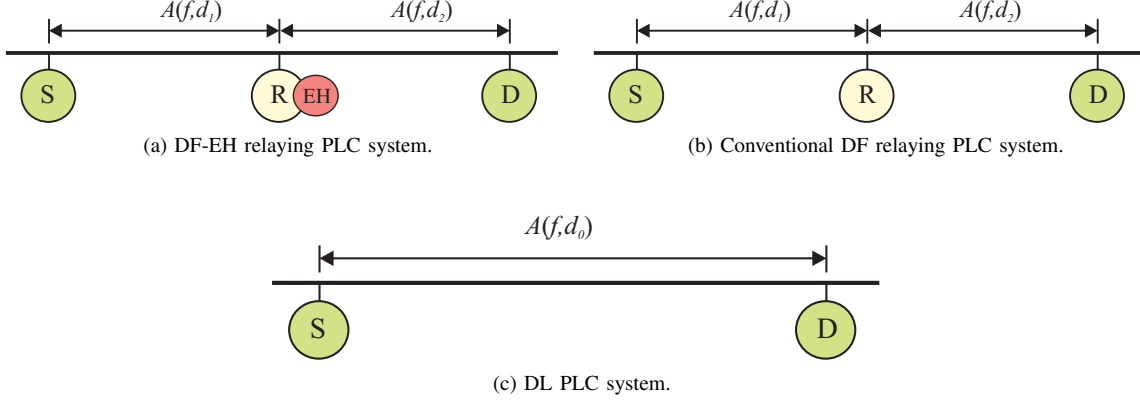 A(f,d₁) A(f,d₂) A(f,d₁) A(f,d₂)
S R EH D S R D
(a) DF-EH relaying PLC system. (b) Conventional DF relaying PLC system.
A(f,d₀)
S D
(c) DL PLC system.